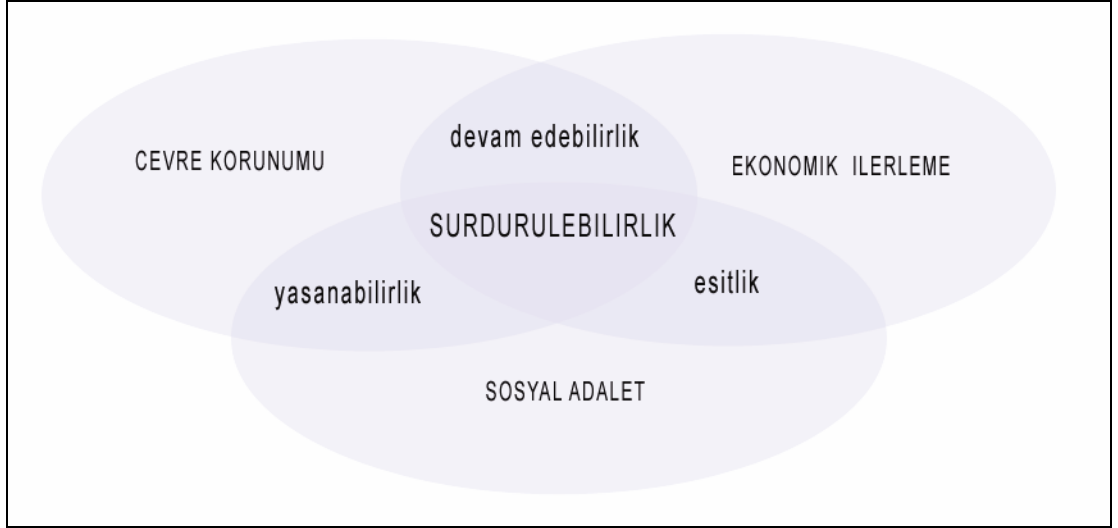 devam edebilirlik
CEVRE KORUNUMU
EKONOMIK ILERLEME
SURDURULEBILIRLIK
yasanabilirlik
esitlik
SOSYAL ADALET